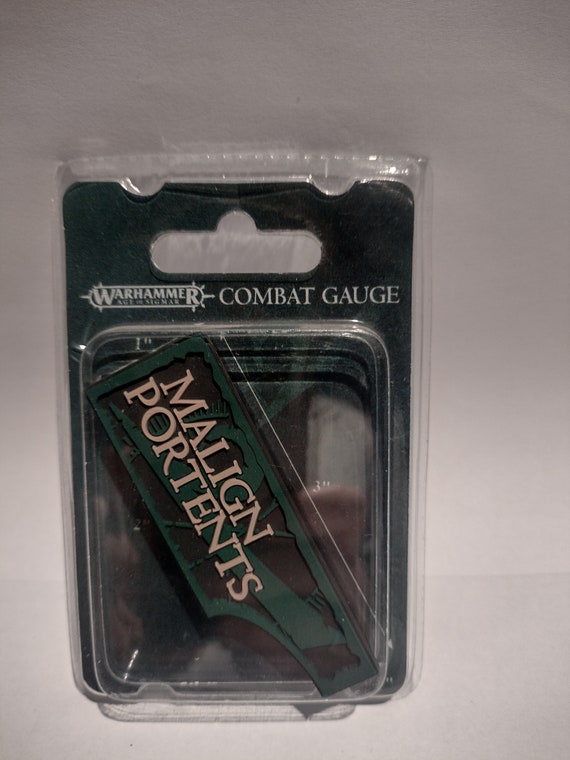 WARHAMMER
AGE OF SIGMAR
COMBAT GAUGE
1"
MALIGN
PORTENTS
2"
3"